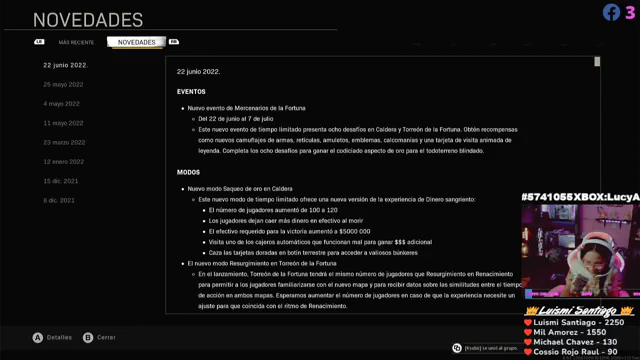 NOVEDADES
3
LB
MÁS RECIENTE
NOVEDADES
RB
22 junio 2022.
25 mayo 2022
4 mayo 2022
11 mayo 2022
23 marzo 2022
12 enero 2022
15 dic. 2021
8 dic. 2021
22 junio 2022.
EVENTOS
• Nuevo evento de Mercenarios de la Fortuna
Del 22 de junio al 7 de julio
Este nuevo evento de tiempo limitado presenta ocho desafíos en Caldera y Torreón de la Fortuna. Obtén recompensas
como nuevos camuflajes de armas, retículas, amuletos, emblemas, calcomanías y una tarjeta de visita animada de
leyenda. Completa los ocho desafíos para ganar el codiciado aspecto de oro para el todoterreno blindado.
MODOS
• Nuevo modo Saqueo de oro en Caldera
Este nuevo modo de tiempo limitado ofrece una nueva versión de la experiencia de Dinero sangriento:
• El número de jugadores aumentó de 100 a 120
• Los jugadores dejan caer más dinero en efectivo al morir
• El efectivo requerido para la victoria aumentó a $5000 000
• Visita uno de los cajeros automáticos que funcionan mal para ganar $$$ adicional
• Caza las tarjetas doradas en botín terrestre para acceder a valiosos búnkeres
• El nuevo modo Resurgimiento en Torreón de la Fortuna
En el lanzamiento, Torreón de la Fortuna tendrá el mismo número de jugadores que Resurgimiento en Renacimiento
para permitir a los jugadores familiarizarse con el nuevo mapa y para recibir datos sobre las similitudes entre el tiempo
de acción en ambos mapas. Esperamos aumentar el número de jugadores en caso de que la experiencia necesite un
ajuste para que coincida con el ritmo de Renacimiento.
#5741055XBOX:LucyA
Luismi Santiago
Luismi Santiago - 2250
Mil Amorez - 1550
Michael Chavez - 130
Cossio Rojo Raul - 90
A Detalles
B Cerrar
se unió al grupo.